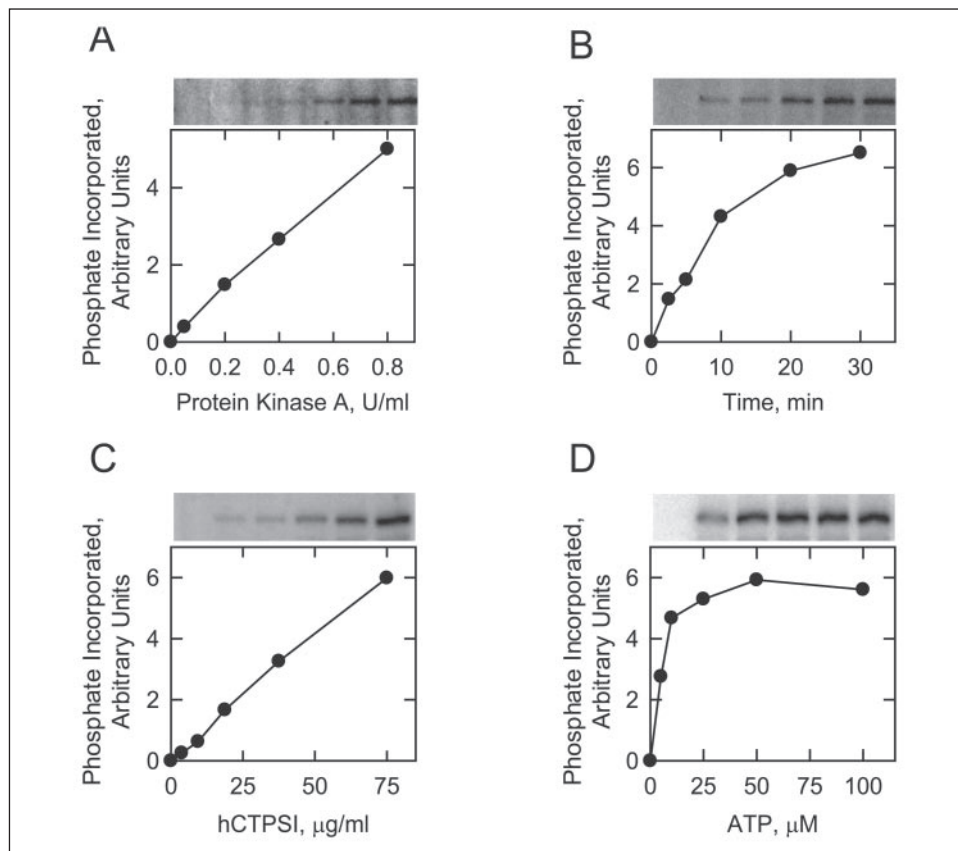 A
Phosphate Incorporated,
Arbitrary Units
4
2
0
0.0 0.2 0.4 0.6 0.8
Protein Kinase A, U/ml
B
Phosphate Incorporated,
Arbitrary Units
6
4
2
0
0 10 20 30
Time, min
C
Phosphate Incorporated,
Arbitrary Units
6
4
2
0
0 25 50 75
hCTPSI, μg/ml
D
Phosphate Incorporated,
Arbitrary Units
6
4
2
0
0 25 50 75 100
ATP, μM